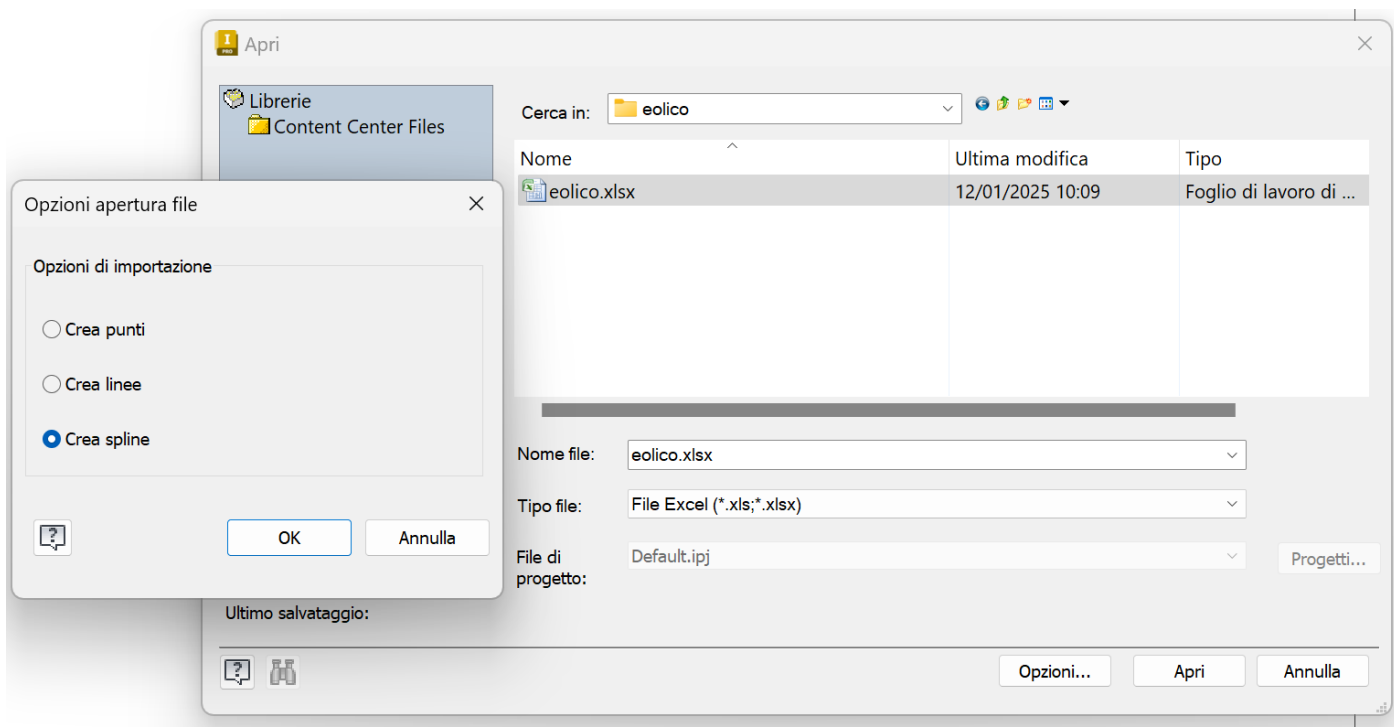 I
PRO
Apri
Librerie
Content Center Files
Cerca in:
eolico
Nome
Ultima modifica
Tipo
eolico.xlsx
12/01/2025 10:09
Foglio di lavoro di ...
Opzioni apertura file
Opzioni di importazione
Crea punti
Crea linee
Crea spline
?
OK
Annulla
Nome file:
eolico.xlsx
Tipo file:
File Excel (*.xls;*.xlsx)
File di
progetto:
Default.ipj
Progetti...
Ultimo salvataggio:
?
Opzioni...
Apri
Annulla